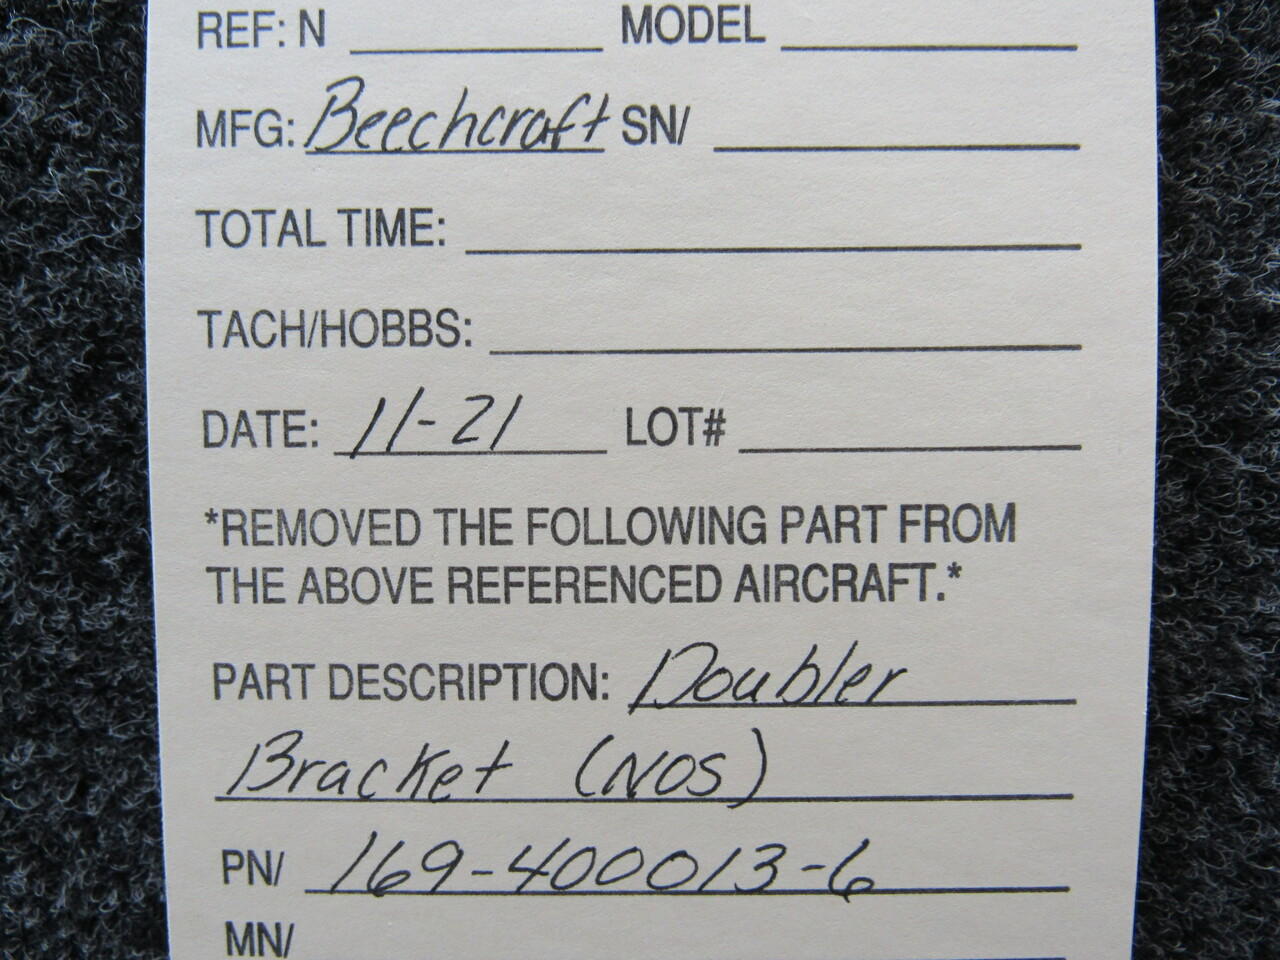 REF: N MODEL
MFG: Beechcraft SN/
TOTAL TIME:
TACH/HOBBS:
DATE: 11-21 LOT#
*REMOVED THE FOLLOWING PART FROM
THE ABOVE REFERENCED AIRCRAFT.*
PART DESCRIPTION: Doubler
Bracket (NOS)
PN/ 169-400013-6
MN/